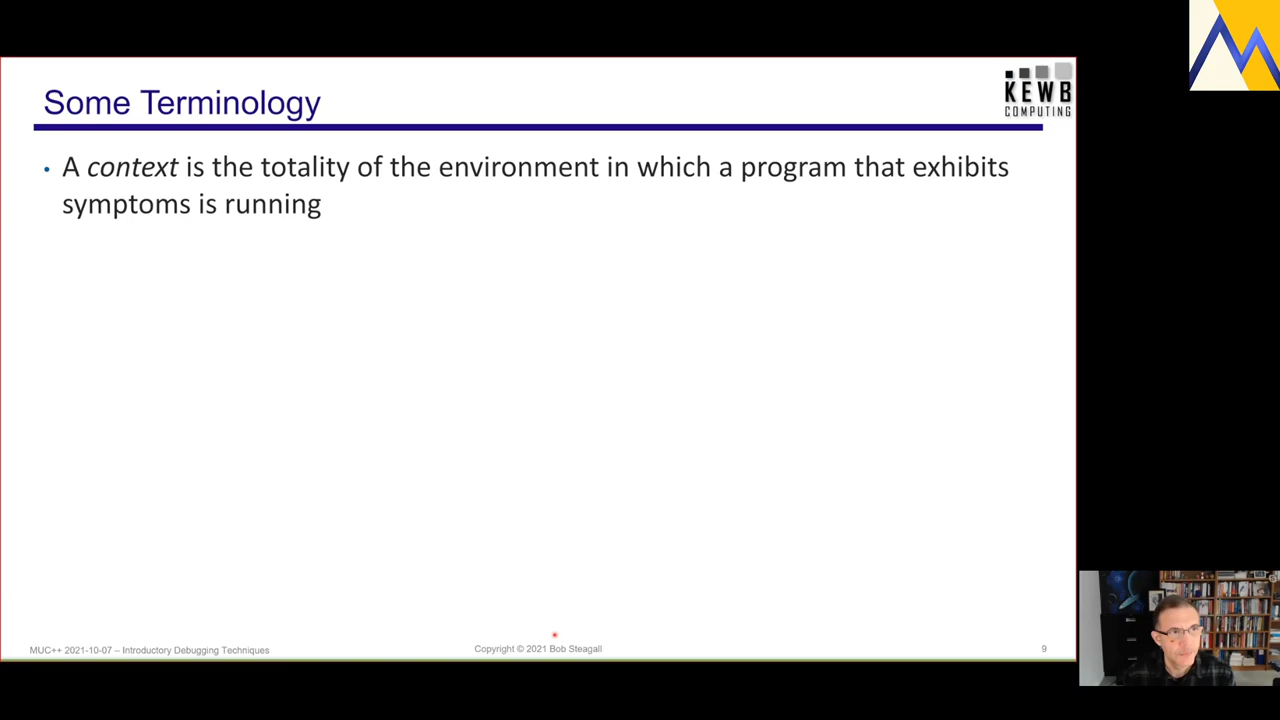 Some Terminology
KEWB
COMPUTING
• A context is the totality of the environment in which a program that exhibits
symptoms is running
MUC++ 2021-10-07 – Introductory Debugging Techniques
Copyright © 2021 Bob Steagall
9